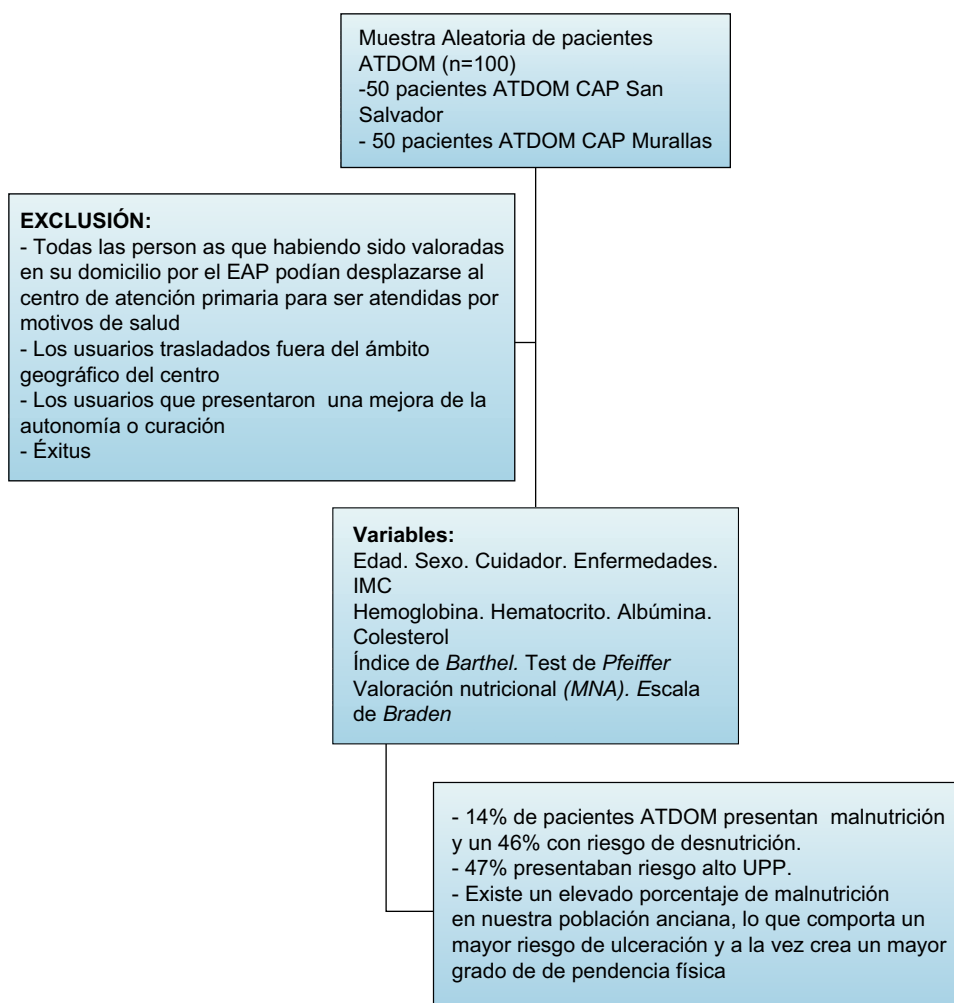 Muestra Aleatoria de pacientes
ATDOM (n=100)
-50 pacientes ATDOM CAP San
Salvador
- 50 pacientes ATDOM CAP Murallas
EXCLUSIÓN:
- Todas las person as que habiendo sido valoradas
en su domicilio por el EAP podían desplazarse al
centro de atención primaria para ser atendidas por
motivos de salud
- Los usuarios trasladados fuera del ámbito
geográfico del centro
- Los usuarios que presentaron una mejora de la
autonomía o curación
- Éxitus
Variables:
Edad. Sexo. Cuidador. Enfermedades.
IMC
Hemoglobina. Hematocrito. Albúmina.
Colesterol
Índice de Barthel. Test de Pfeiffer
Valoración nutricional (MNA). Escala
de Braden
- 14% de pacientes ATDOM presentan malnutrición
y un 46% con riesgo de desnutrición.
- 47% presentaban riesgo alto UPP.
- Existe un elevado porcentaje de malnutrición
en nuestra población anciana, lo que comporta un
mayor riesgo de ulceración y a la vez crea un mayor
grado de de pendencia física